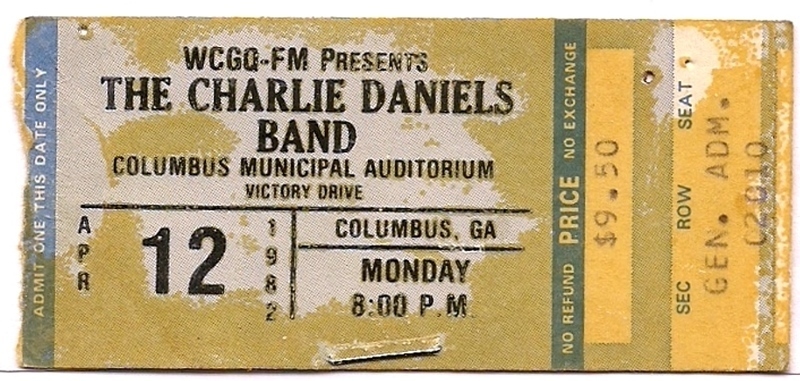 ADMIT ONE, THIS DATE ONLY
WCGQ-FM PRESENTS
THE CHARLIE DANIELS
BAND
COLUMBUS MUNICIPAL AUDITORIUM
VICTORY DRIVE
APR
12
1982
COLUMBUS, GA
MONDAY
8:00 P.M.
NO REFUND PRICE NO EXCHANGE
$9.50
SEC ROW SEAT
GEN. ADM.